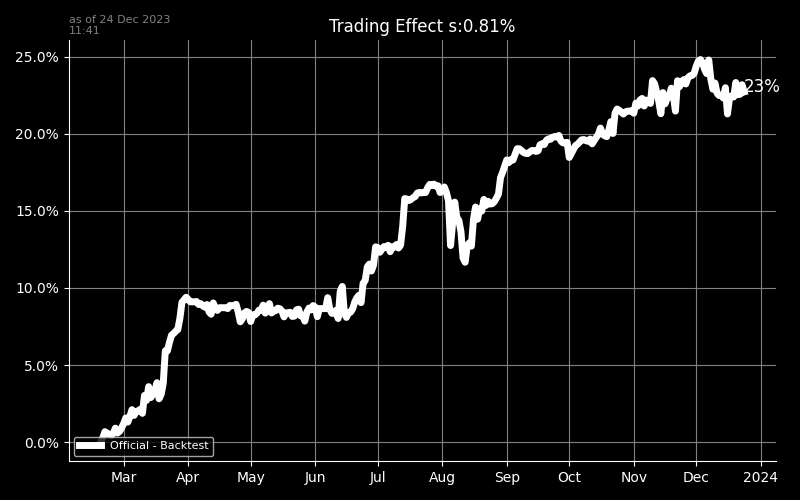 as of 24 Dec 2023
11:41
Trading Effect s:0.81%
25.0%
20.0%
15.0%
10.0%
5.0%
0.0%
23%
Official - Backtest
Mar Apr May Jun Jul Aug Sep Oct Nov Dec 2024